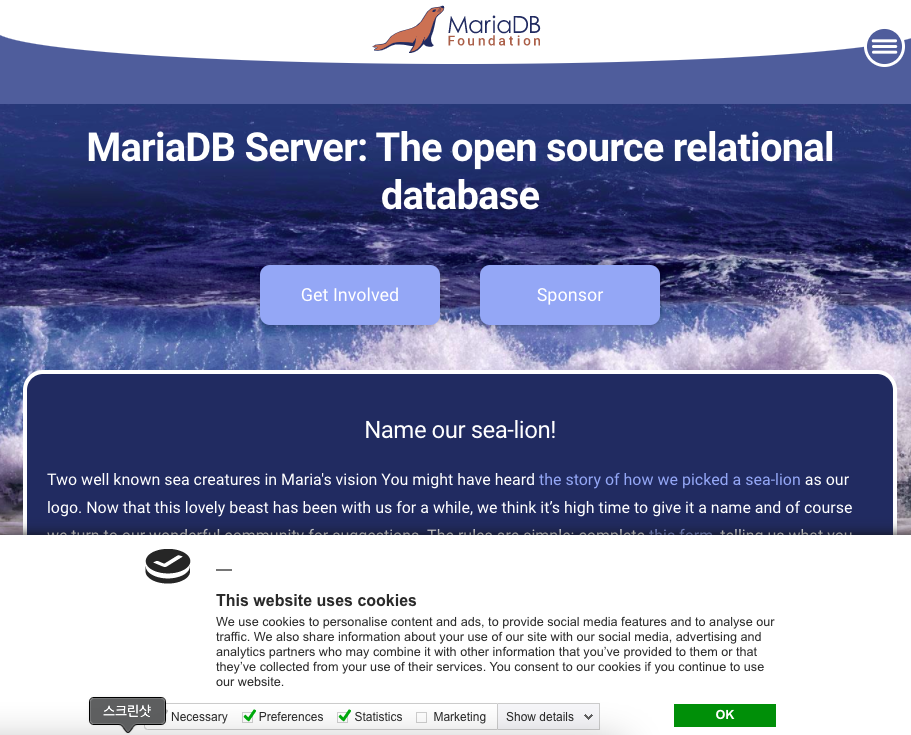 MariaDB
Foundation
MariaDB Server: The open source relational
database
Get Involved
Sponsor
Name our sea-lion!
Two well known sea creatures in Maria's vision You might have heard the story of how we picked a sea-lion as our
logo. Now that this lovely beast has been with us for a while, we think it’s high time to give it a name and of course
we turn to our wonderful community for suggestions. The rules are simple: complete this form, telling us what you
This website uses cookies
We use cookies to personalise content and ads, to provide social media features and to analyse our
traffic. We also share information about your use of our site with our social media, advertising and
analytics partners who may combine it with other information that you’ve provided to them or that
they’ve collected from your use of their services. You consent to our cookies if you continue to use
our website.
스크린샷
Necessary
Preferences
Statistics
Marketing
Show details
OK